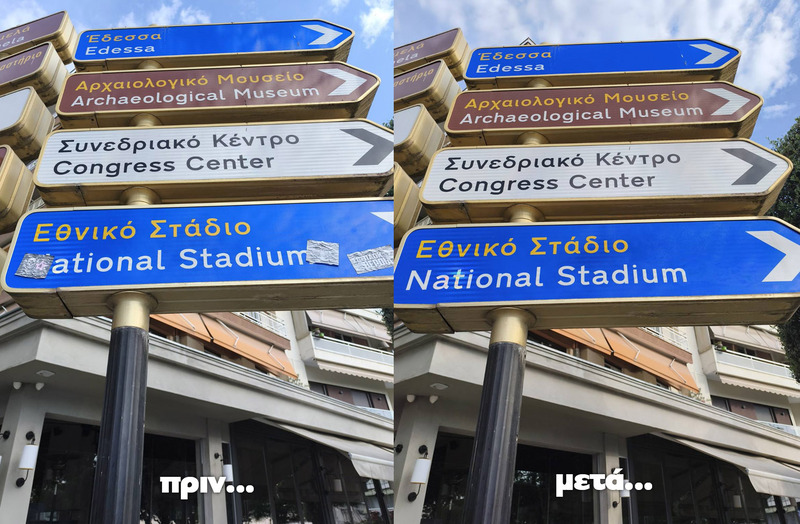 Έδεσσα
Edessa
Αρχαιολογικό Μουσείο
Archaeological Museum
Συνεδριακό Κέντρο
Congress Center
Εθνικό Στάδιο
ational Stadium
πριν...
Έδεσσα
Edessa
Αρχαιολογικό Μουσείο
Archaeological Museum
Συνεδριακό Κέντρο
Congress Center
Εθνικό Στάδιο
National Stadium
μετά...